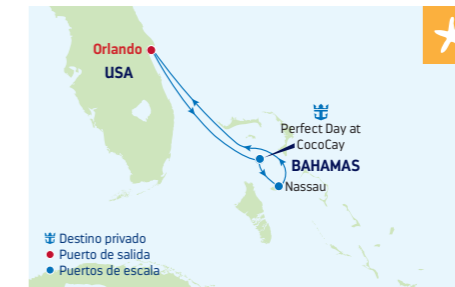 Orlando
USA
Perfect Day at
CocoCay
BAHAMAS
Nassau
Destino privado
Puerto de salida
Puertos de escala